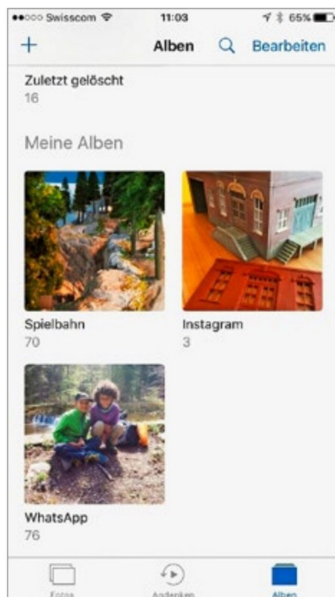 Swisscom 11:03 65%
Alben Bearbeiten
Zuletzt gelöscht
16
Meine Alben
Spielbahn Instagram
70 3
WhatsApp
76
Fotos Andenken Alben